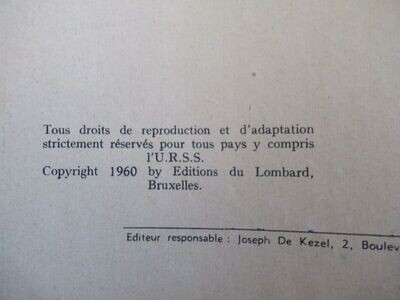 Tous droits de reproduction et d'adaptation
strictement réservés pour tous pays y compris
l'U.R.S.S.
Copyright 1960 by Editions du Lombard,
Bruxelles.
Editeur responsable : Joseph De Kezel, 2, Boulev